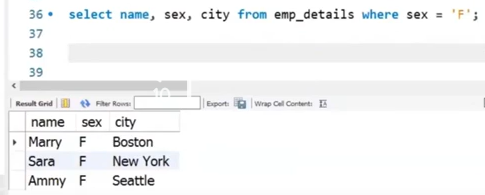 36 select name, sex, city from emp_details where sex = 'F';
37
38
39
10
Result Grid Filter Rows: Export: Wrap Cell Content:
name sex city
Marry F Boston
Sara F New York
Ammy F Seattle